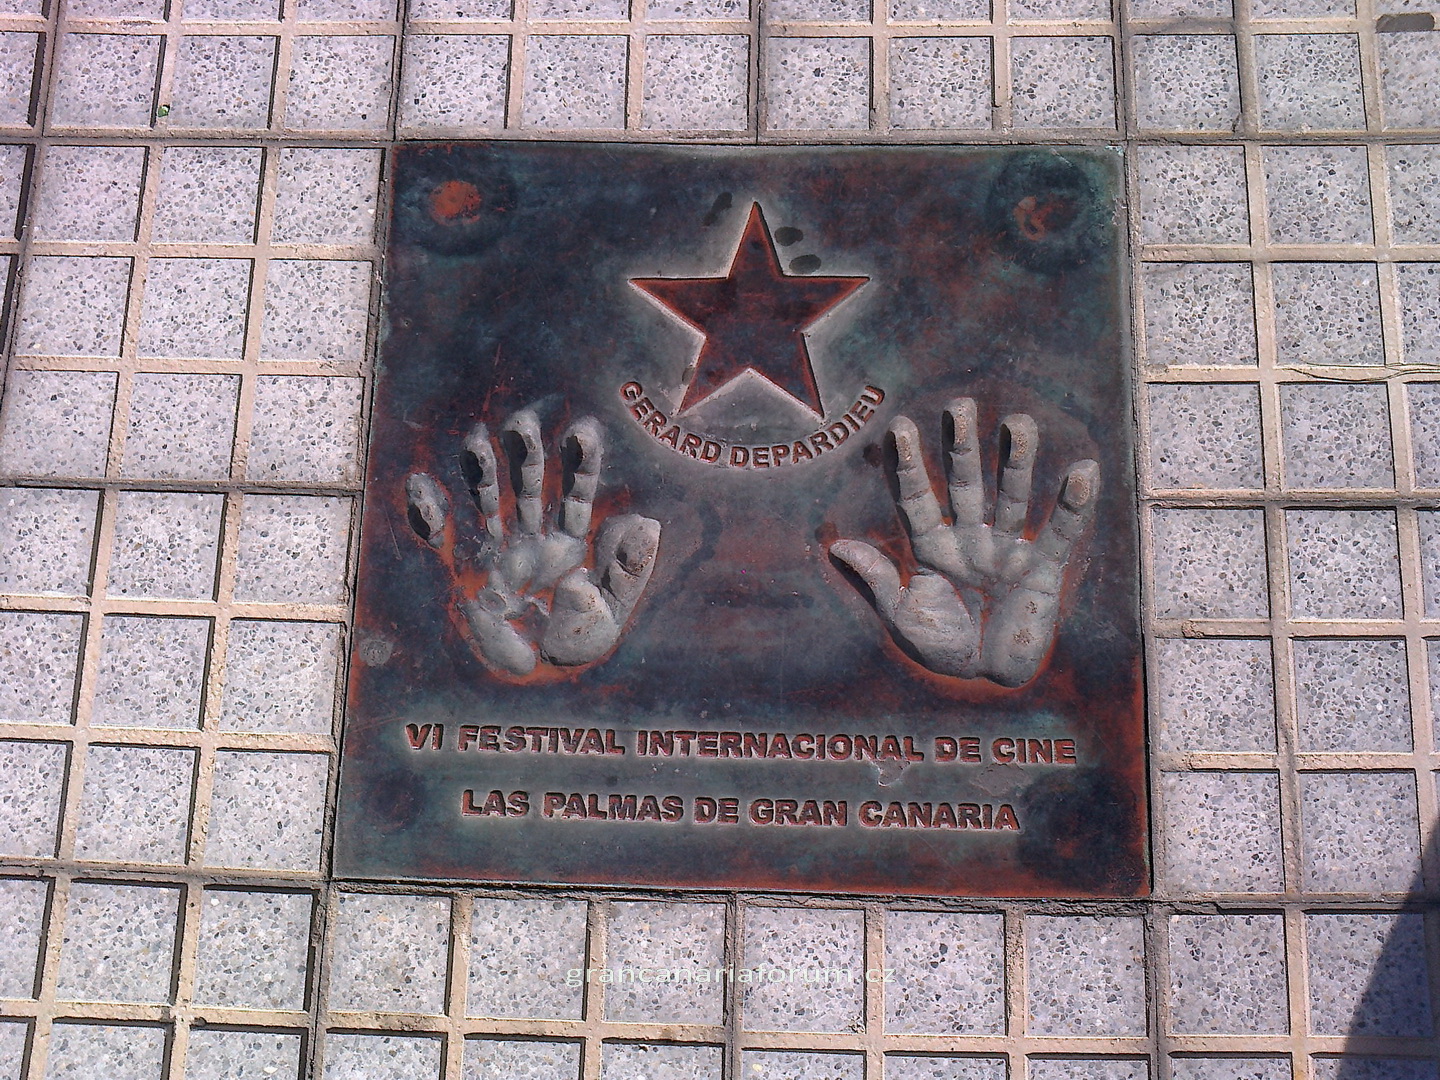 GERARD DEPARDIEU
VI FESTIVAL INTERNACIONAL DE CINE
LAS PALMAS DE GRAN CANARIA
grancanariaforum.cz